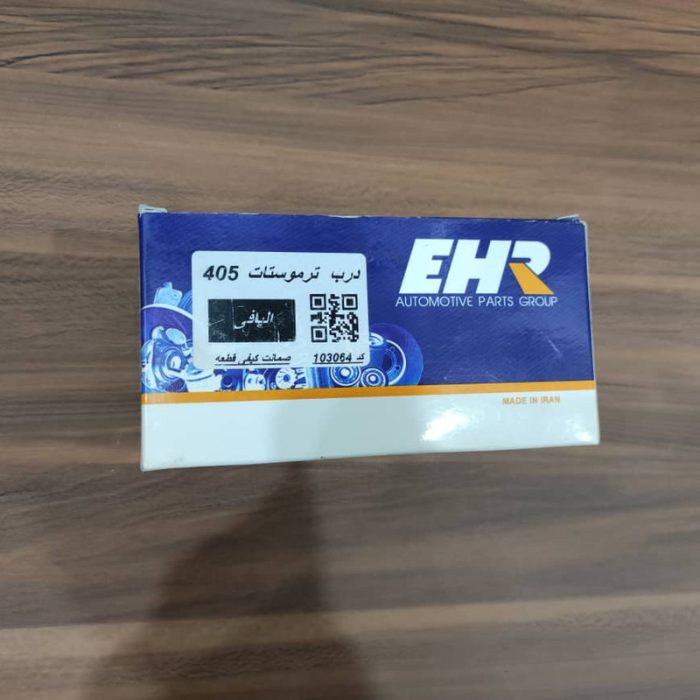 درب ترموستات 405
الیافی
کد 103064 ضمانت کیفی قطعه
EHR
AUTOMOTIVE PARTS GROUP
MADE IN IRAN